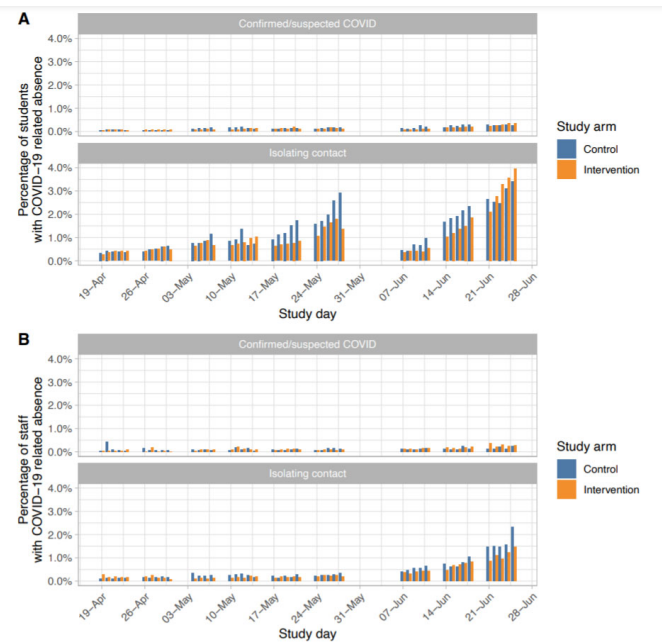 A
Confirmed/suspected COVID
4.0%
3.0%
2.0%
1.0%
0.0%
Isolating contact
4.0%
3.0%
2.0%
1.0%
0.0%
Percentage of students
with COVID-19 related absence
19-Apr
26-Apr
03-May
10-May
17-May
24-May
31-May
07-Jun
14-Jun
21-Jun
28-Jun
Study day
Study arm
Control
Intervention
B
Confirmed/suspected COVID
4.0%
3.0%
2.0%
1.0%
0.0%
Isolating contact
4.0%
3.0%
2.0%
1.0%
0.0%
Percentage of staff
with COVID-19 related absence
19-Apr
26-Apr
03-May
10-May
17-May
24-May
31-May
07-Jun
14-Jun
21-Jun
28-Jun
Study day
Study arm
Control
Intervention